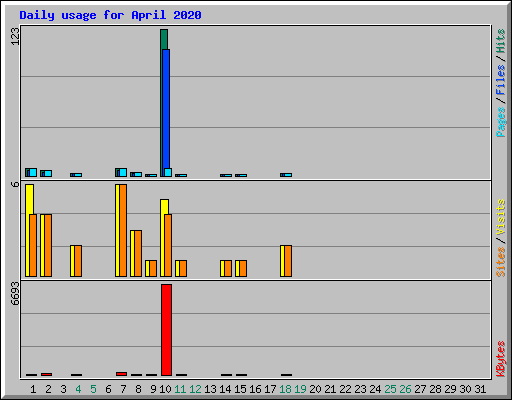 Daily usage for April 2020
123
Pages / Files / Hits
6
Sites / Visits
6693
KBytes
1 2 3 4 5 6 7 8 9 10 11 12 13 14 15 16 17 18 19 20 21 22 23 24 25 26 27 28 29 30 31